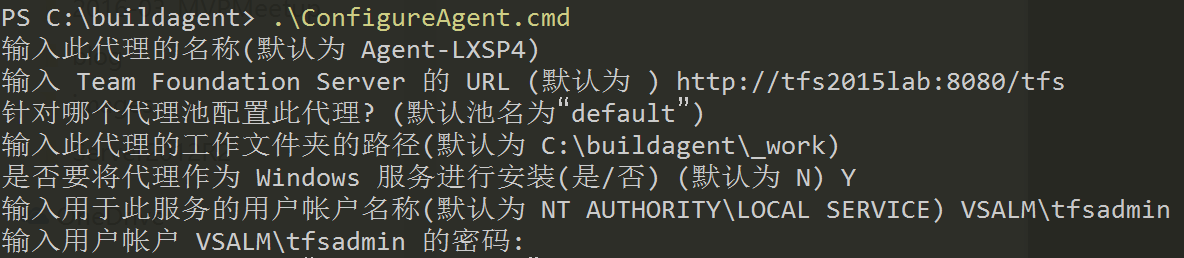 PS C:\buildagent> .\ConfigureAgent.cmd
输入此代理的名称(默认为 Agent-LXSP4)
输入 Team Foundation Server 的 URL (默认为 ) http://tfs2015lab:8080/tfs
针对哪个代理池配置此代理? (默认池名为“default”)
输入此代理的工作文件夹的路径(默认为 C:\buildagent\_work)
是否要将代理作为 Windows 服务进行安装(是/否) (默认为 N) Y
输入用于此服务的用户帐户名称(默认为 NT AUTHORITY\LOCAL SERVICE) VSALM\tfsadmin
输入用户帐户 VSALM\tfsadmin 的密码: